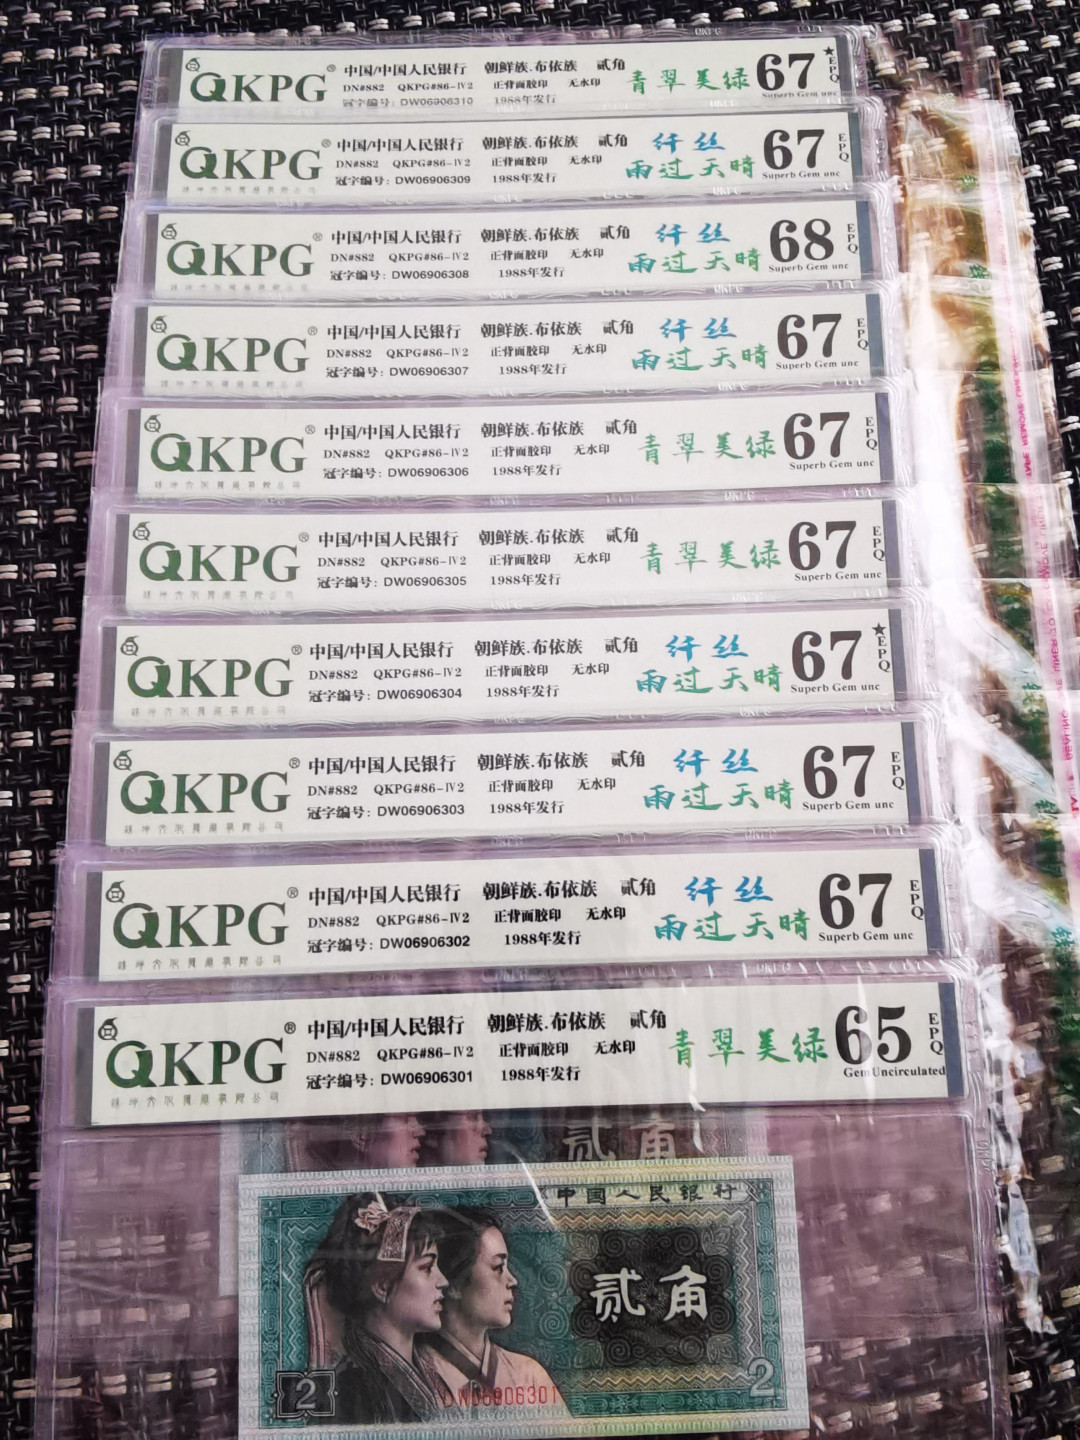 QKPG® 中国/中国人民银行 朝鲜族.布依族 贰角 青翠美绿 67 ★ EPQ
DN#882 QKPG#86-IV2 正背面胶印 无水印 Superb Gem unc
冠字编号: DW06906310 1988年发行
QKPG® 中国/中国人民银行 朝鲜族.布依族 贰角 纤丝 67 EPQ
DN#882 QKPG#86-IV2 正背面胶印 无水印 雨过天晴
冠字编号: DW06906309 1988年发行 Superb Gem unc
QKPG® 中国/中国人民银行 朝鲜族.布依族 贰角 纤丝 68 EPQ
DN#882 QKPG#86-IV2 正背面胶印 无水印 雨过天晴
冠字编号: DW06906308 1988年发行 Superb Gem unc
QKPG® 中国/中国人民银行 朝鲜族.布依族 贰角 纤丝 67 EPQ
DN#882 QKPG#86-IV2 正背面胶印 无水印 雨过天晴
冠字编号: DW06906307 1988年发行 Superb Gem unc
QKPG® 中国/中国人民银行 朝鲜族.布依族 贰角 青翠美绿 67 EPQ
DN#882 QKPG#86-IV2 正背面胶印 无水印
冠字编号: DW06906306 1988年发行 Superb Gem unc
QKPG® 中国/中国人民银行 朝鲜族.布依族 贰角 青翠美绿 67 EPQ
DN#882 QKPG#86-IV2 正背面胶印 无水印
冠字编号: DW06906305 1988年发行 Superb Gem unc
QKPG® 中国/中国人民银行 朝鲜族.布依族 贰角 纤丝 67 ★ EPQ
DN#882 QKPG#86-IV2 正背面胶印 无水印 雨过天晴
冠字编号: DW06906304 1988年发行 Superb Gem unc
QKPG® 中国/中国人民银行 朝鲜族.布依族 贰角 纤丝 67 EPQ
DN#882 QKPG#86-IV2 正背面胶印 无水印 雨过天晴
冠字编号: DW06906303 1988年发行 Superb Gem unc
QKPG® 中国/中国人民银行 朝鲜族.布依族 贰角 纤丝 67 EPQ
DN#882 QKPG#86-IV2 正背面胶印 无水印 雨过天晴
冠字编号: DW06906302 1988年发行 Superb Gem unc
QKPG® 中国/中国人民银行 朝鲜族.布依族 贰角 青翠美绿 65 EPQ
DN#882 QKPG#86-IV2 正背面胶印 无水印
冠字编号: DW06906301 1988年发行 Gem Uncirculated
贰角
中国人民银行
贰角
2 DW06906301 2